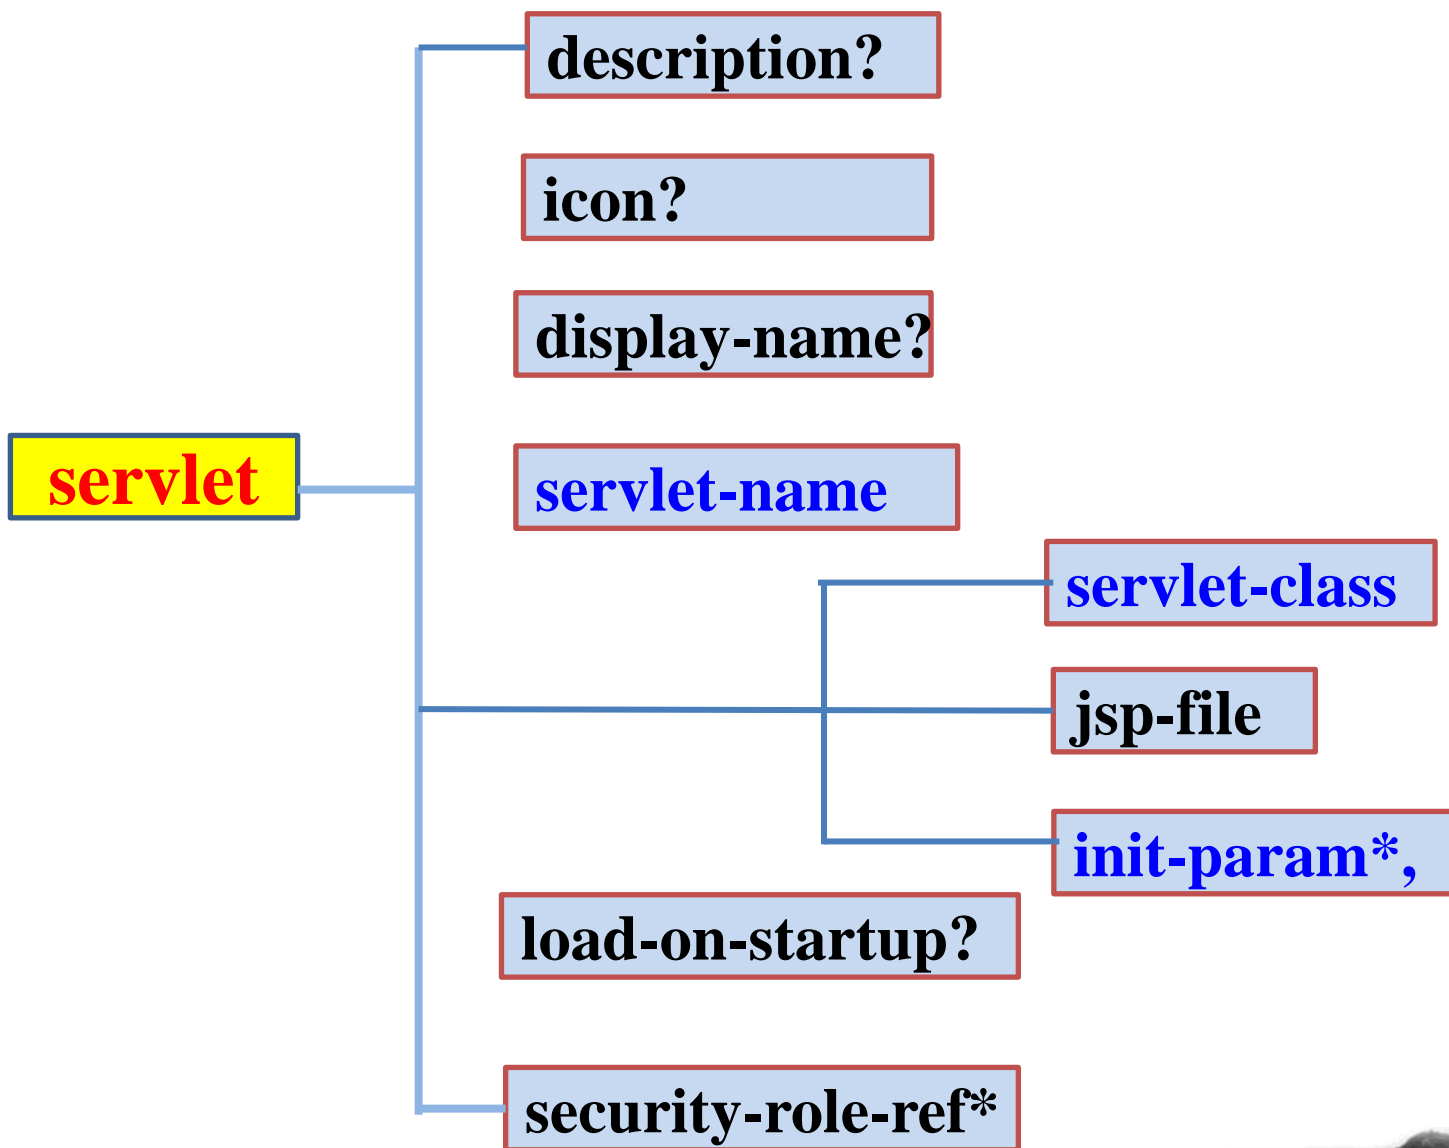 description?
icon?
display-name?
servlet
servlet-name
servlet-class
jsp-file
init-param*,
load-on-startup?
security-role-ref*